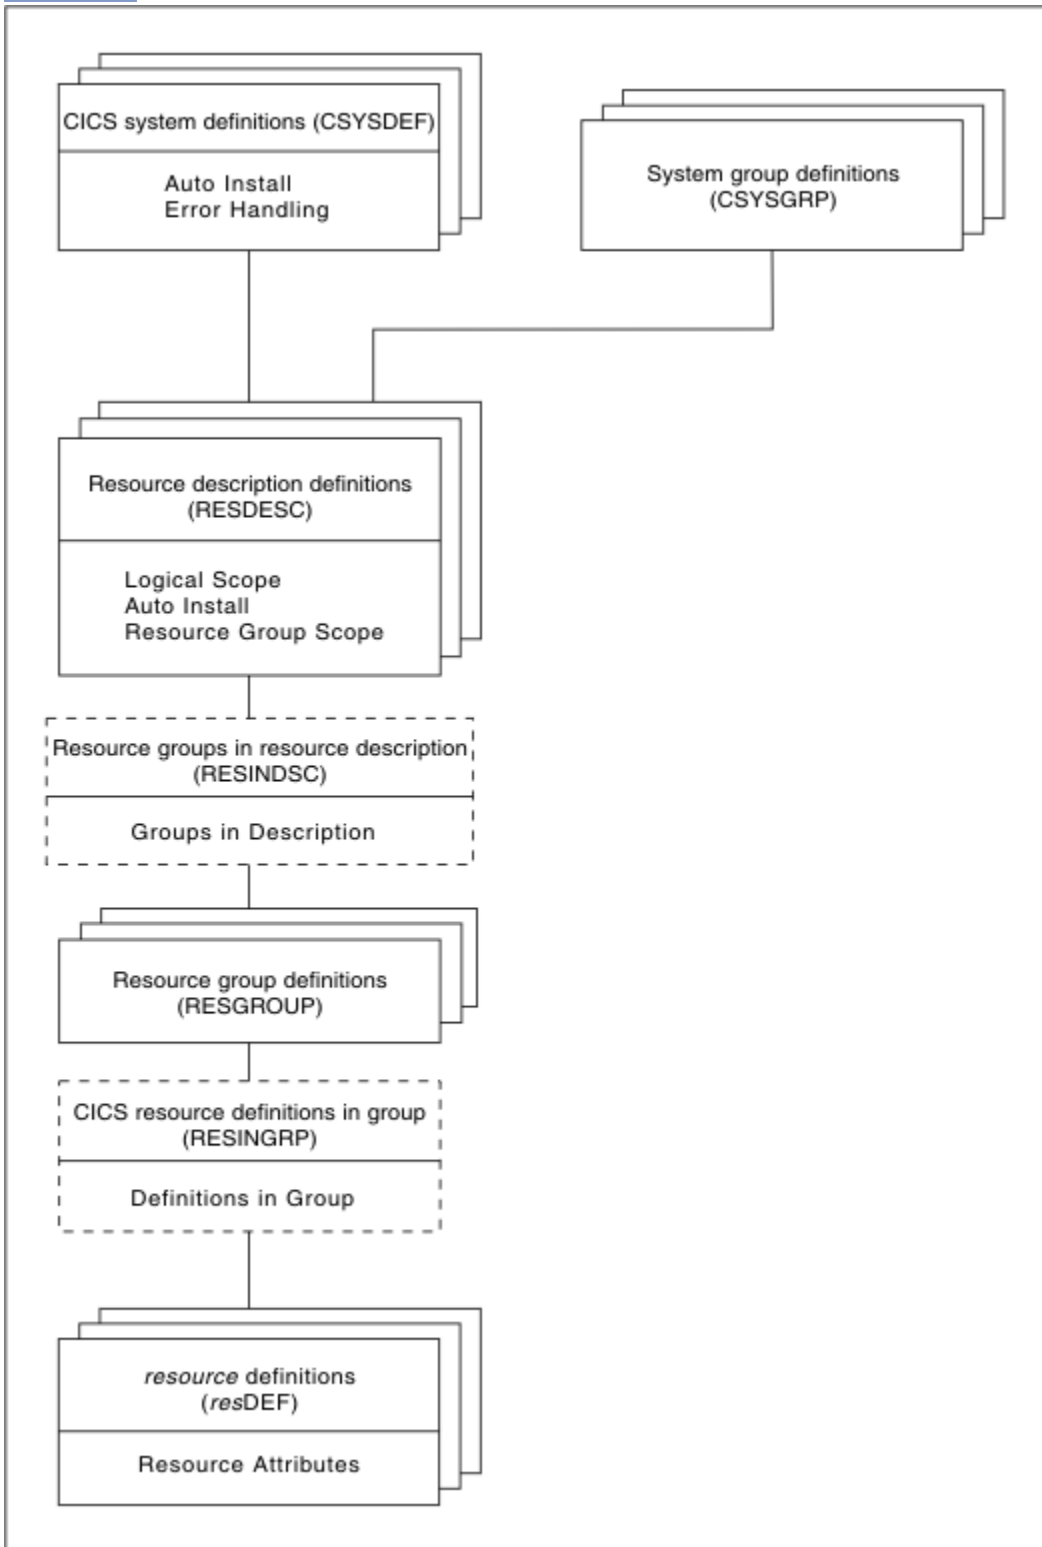 CICS system definitions (CSYSDEF)
Auto Install
Error Handling
System group definitions
(CSYSGRP)
Resource description definitions
(RESDESC)
Logical Scope
Auto Install
Resource Group Scope
Resource groups in resource description
(RESINDSC)
Groups in Description
Resource group definitions
(RESGROUP)
CICS resource definitions in group
(RESINGRP)
Definitions in Group
resource definitions
(resDEF)
Resource Attributes